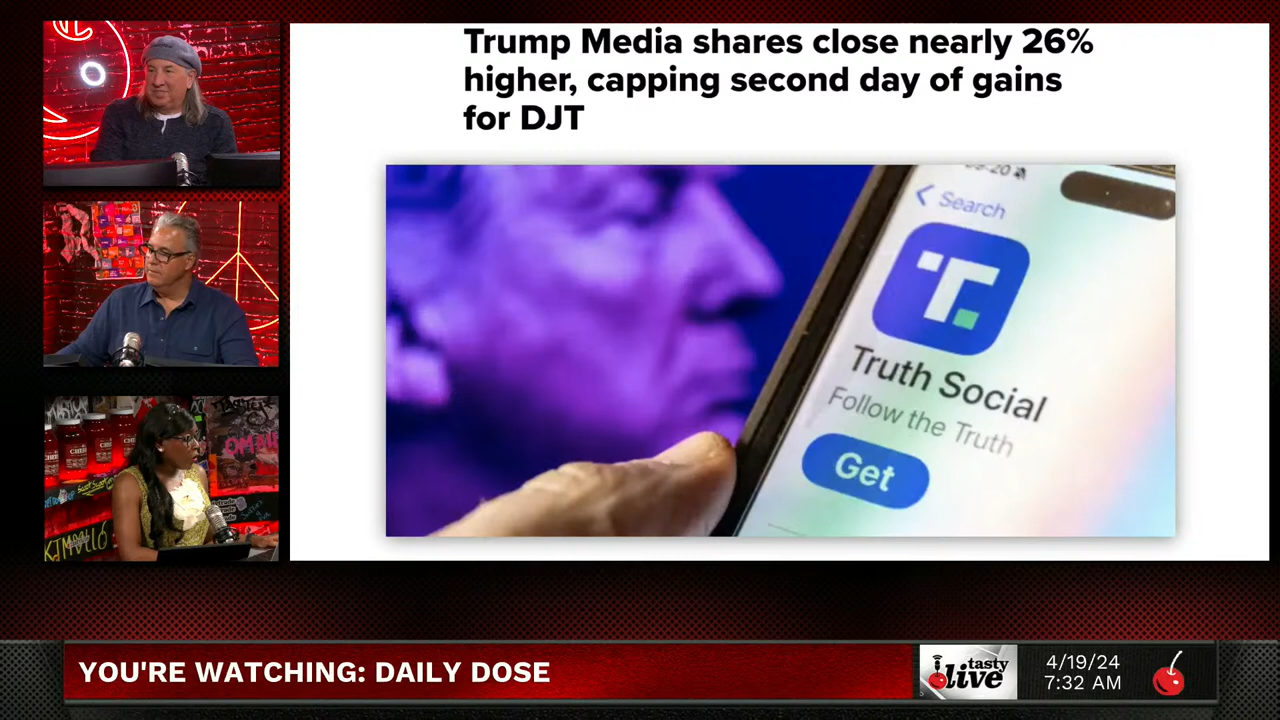 Trump Media shares close nearly 26%
higher, capping second day of gains
for DJT
Search
Truth Social
Follow the Truth
Get
YOU'RE WATCHING: DAILY DOSE
tasty
live
4/19/24
7:32 AM